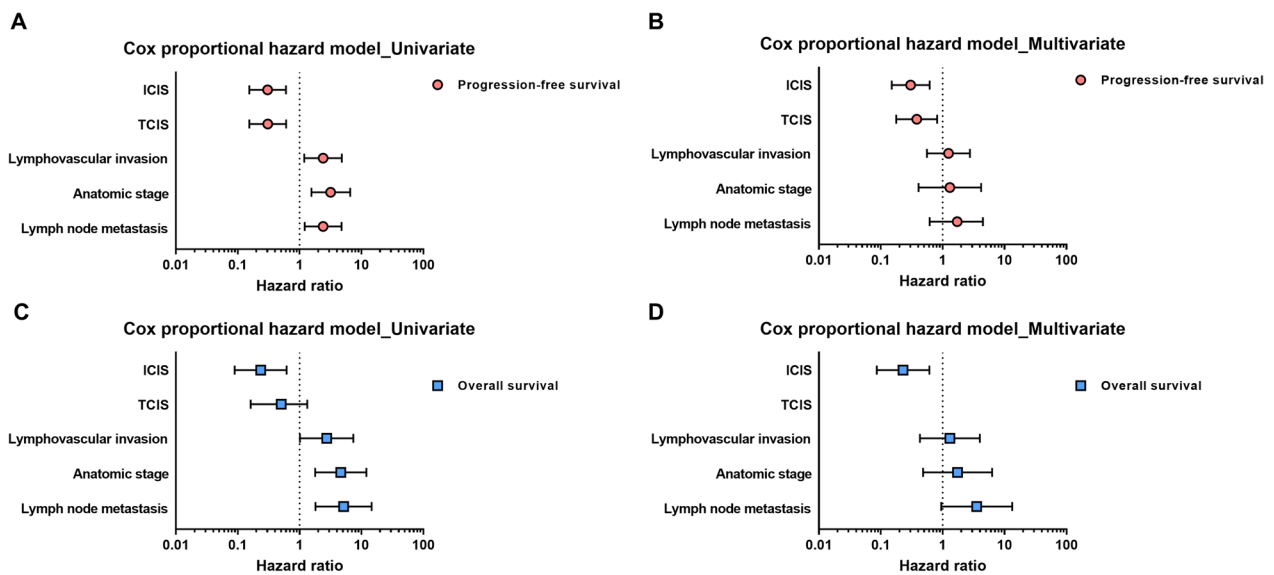 A
Cox proportional hazard model_Univariate
ICIS
TCIS
Lymphovascular invasion
Anatomic stage
Lymph node metastasis
0.01 0.1 1 10 100
Hazard ratio
Progression-free survival
B
Cox proportional hazard model_Multivariate
ICIS
TCIS
Lymphovascular invasion
Anatomic stage
Lymph node metastasis
0.01 0.1 1 10 100
Hazard ratio
Progression-free survival
C
Cox proportional hazard model_Univariate
ICIS
TCIS
Lymphovascular invasion
Anatomic stage
Lymph node metastasis
0.01 0.1 1 10 100
Hazard ratio
Overall survival
D
Cox proportional hazard model_Multivariate
ICIS
TCIS
Lymphovascular invasion
Anatomic stage
Lymph node metastasis
0.01 0.1 1 10 100
Hazard ratio
Overall survival